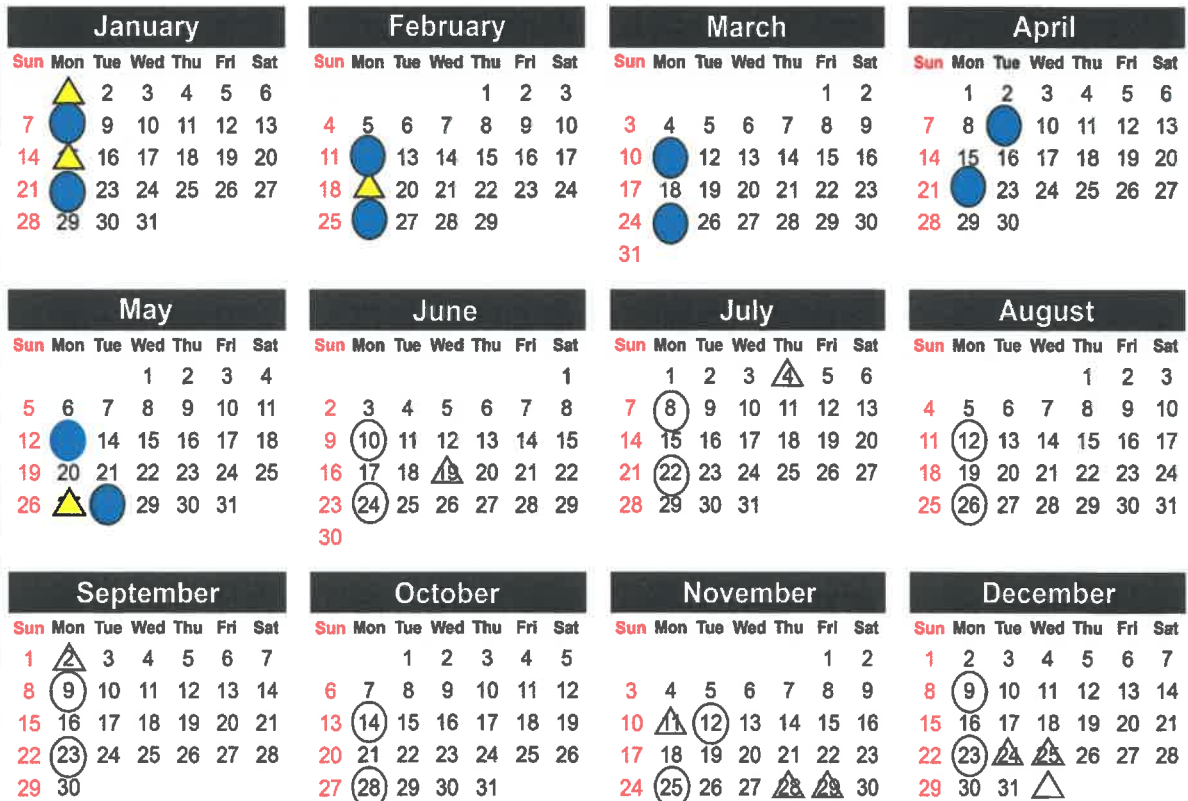 January February March April
Sun Mon Tue Wed Thu Fri Sat Sun Mon Tue Wed Thu Fri Sat Sun Mon Tue Wed Thu Fri Sat Sun Mon Tue Wed Thu Fri Sat
2 3 4 5 6 1 2 3 1 2 1 2 3 4 5 6
7 9 10 11 12 13 4 5 6 7 8 9 10 3 4 5 6 7 8 9 7 8 10 11 12 13
14 16 17 18 19 20 11 13 14 15 16 17 10 12 13 14 15 16 14 15 16 17 18 19 20
21 23 24 25 26 27 18 20 21 22 23 24 17 18 19 20 21 22 23 21 23 24 25 26 27
28 29 30 31 25 27 28 29 24 26 27 28 29 30 28 29 30
31
May June July August
Sun Mon Tue Wed Thu Fri Sat Sun Mon Tue Wed Thu Fri Sat Sun Mon Tue Wed Thu Fri Sat Sun Mon Tue Wed Thu Fri Sat
1 2 3 4 1 1 2 3 4 5 6 1 2 3
5 6 7 8 9 10 11 2 3 4 5 6 7 8 7 8 9 10 11 12 13 4 5 6 7 8 9 10
12 14 15 16 17 18 9 10 11 12 13 14 15 14 15 16 17 18 19 20 11 12 13 14 15 16 17
19 20 21 22 23 24 25 16 17 18 19 20 21 22 21 22 23 24 25 26 27 18 19 20 21 22 23 24
26 29 30 31 23 24 25 26 27 28 29 28 29 30 31 25 26 27 28 29 30 31
30
September October November December
Sun Mon Tue Wed Thu Fri Sat Sun Mon Tue Wed Thu Fri Sat Sun Mon Tue Wed Thu Fri Sat Sun Mon Tue Wed Thu Fri Sat
1 2 3 4 5 6 7 1 2 3 4 5 1 2 1 2 3 4 5 6 7
8 9 10 11 12 13 14 6 7 8 9 10 11 12 3 4 5 6 7 8 9 8 9 10 11 12 13 14
15 16 17 18 19 20 21 13 14 15 16 17 18 19 10 11 12 13 14 15 16 15 16 17 18 19 20 21
22 23 24 25 26 27 28 20 21 22 23 24 25 26 17 18 19 20 21 22 23 22 23 24 25 26 27 28
29 30 27 28 29 30 31 24 25 26 27 28 29 30 29 30 31